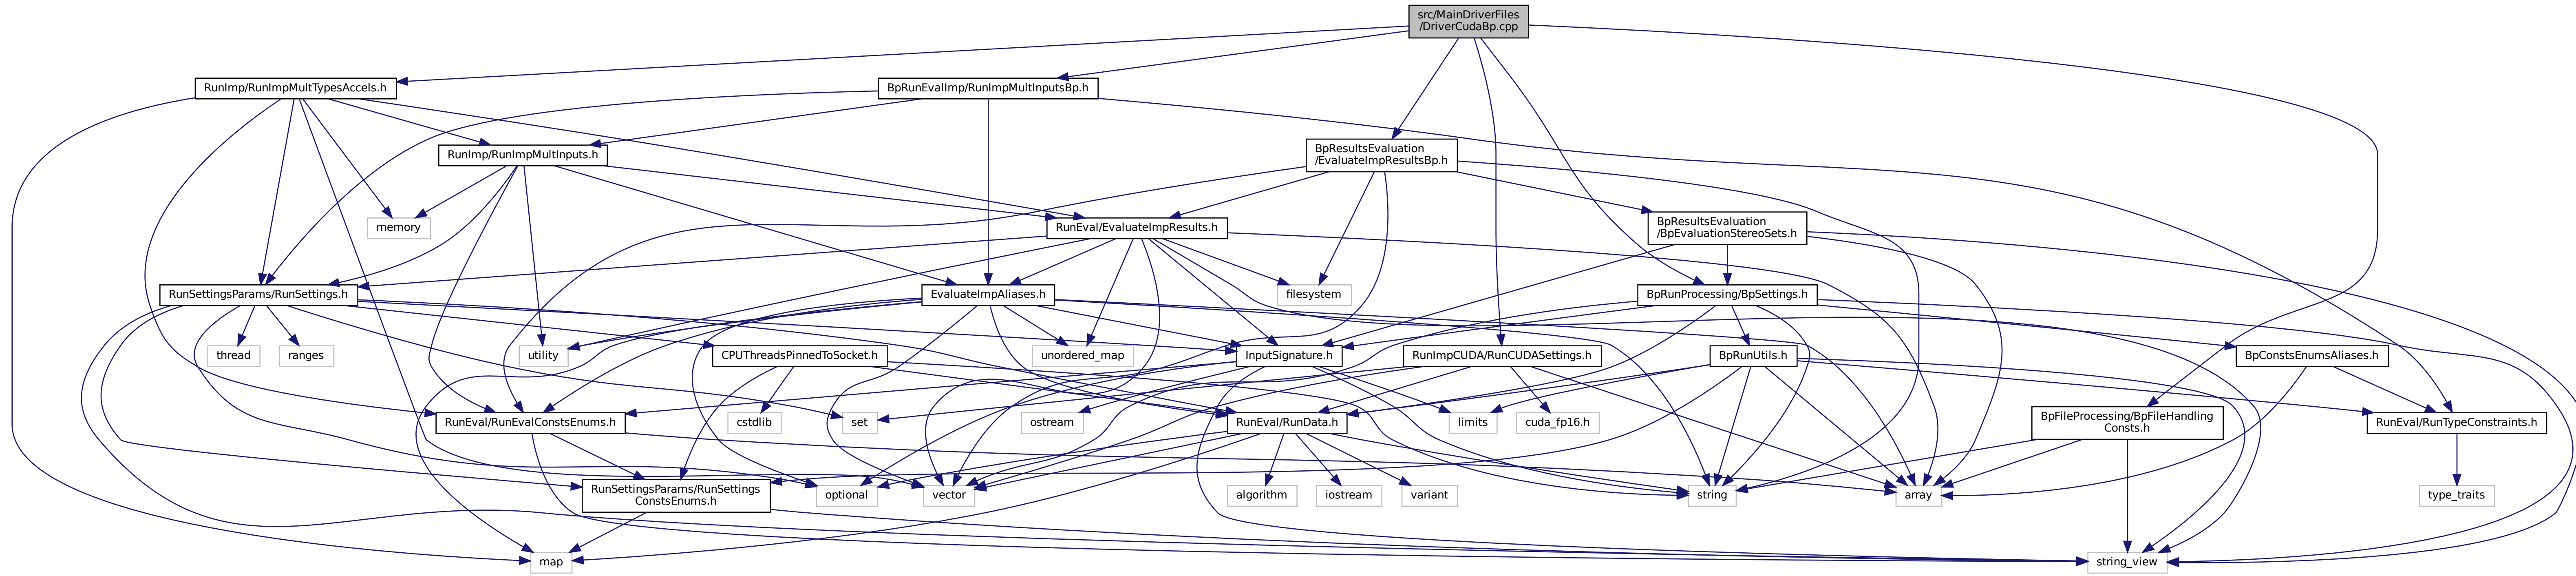 src/MainDriverFiles
/DriverCudaBp.cpp
RunImp/RunImpMultTypesAccels.h
BpRunEvalImp/RunImpMultInputsBp.h
RunImp/RunImpMultInputs.h
BpResultsEvaluation
/EvaluateImpResultsBp.h
memory
RunEval/EvaluateImpResults.h
BpResultsEvaluation
/BpEvaluationStereoSets.h
RunSettingsParams/RunSettings.h
EvaluateImpAliases.h
filesystem
BpRunProcessing/BpSettings.h
thread
ranges
utility
CPUThreadsPinnedToSocket.h
unordered_map
InputSignature.h
RunImpCUDA/RunCUDASettings.h
BpRunUtils.h
BpConstsEnumsAliases.h
RunEval/RunEvalConstsEnums.h
cstdlib
set
ostream
RunEval/RunData.h
limits
cuda_fp16.h
BpFileProcessing/BpFileHandling
Consts.h
RunEval/RunTypeConstraints.h
RunSettingsParams/RunSettings
ConstsEnums.h
optional
vector
algorithm
iostream
variant
string
array
type_traits
map
string_view